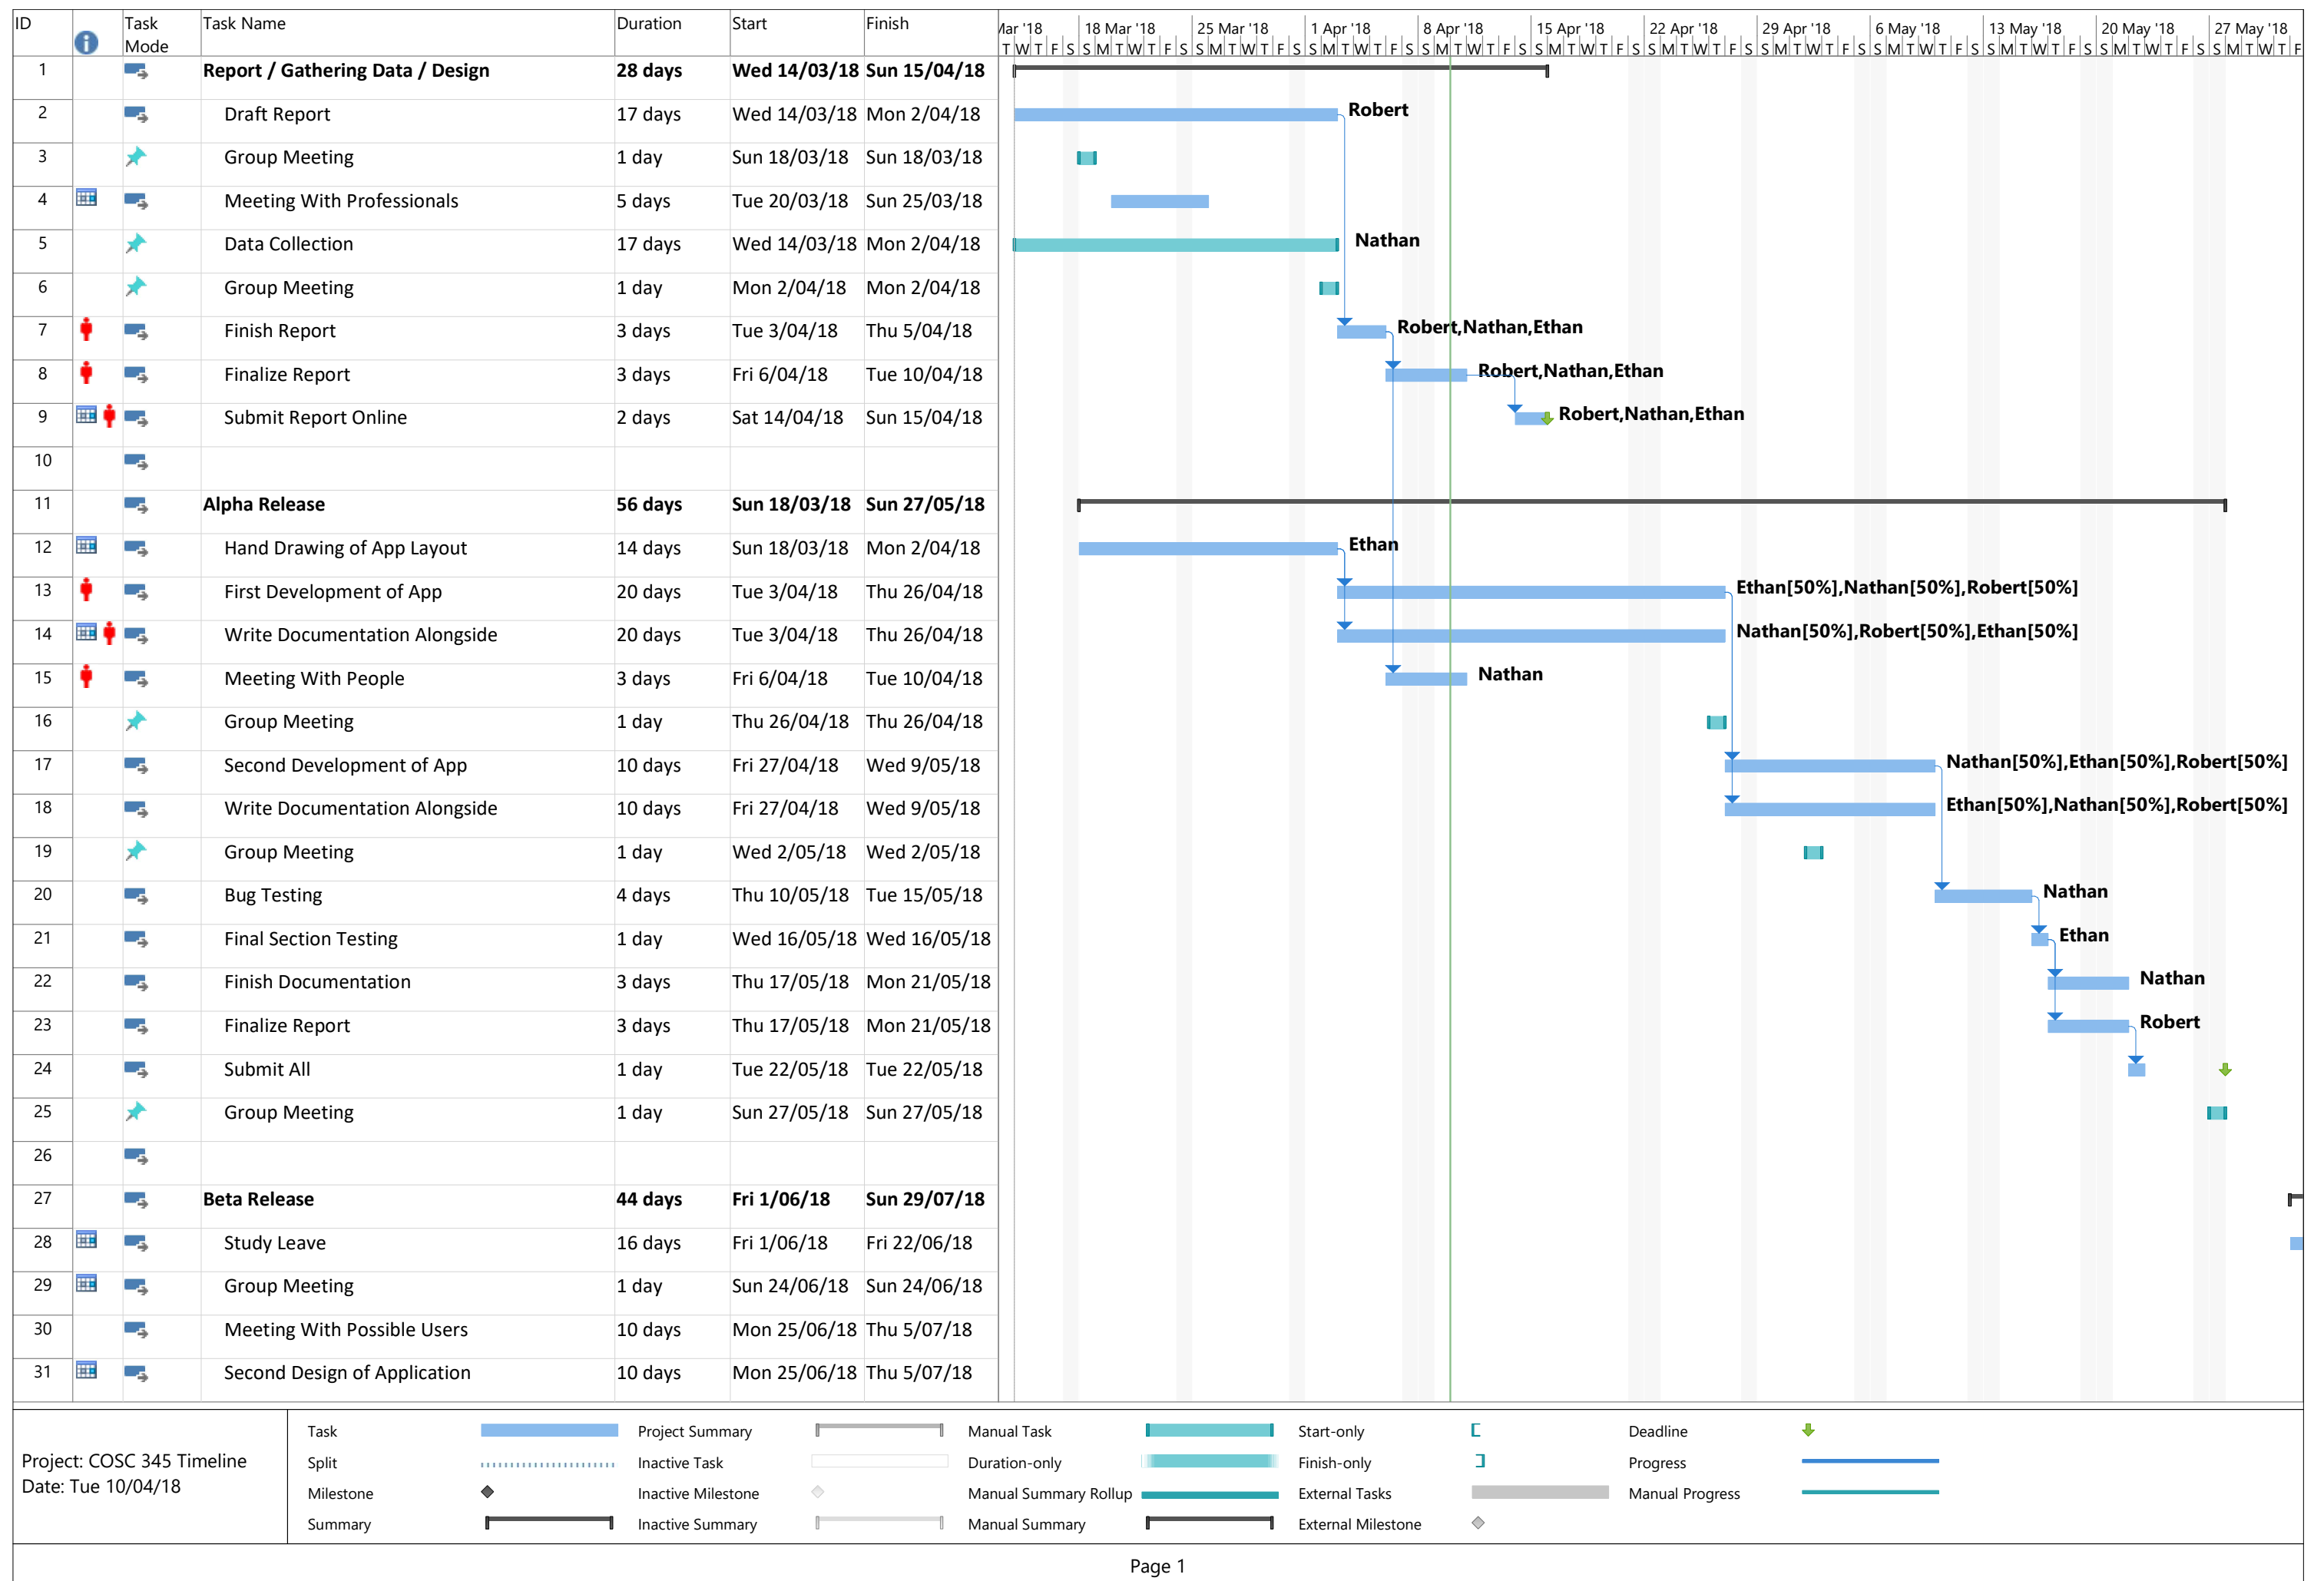 ID Task Mode Task Name Duration Start Finish
Mar '18 18 Mar '18 25 Mar '18 1 Apr '18 8 Apr '18 15 Apr '18 22 Apr '18 29 Apr '18 6 May '18 13 May '18 20 May '18 27 May '18
T W T F S S M T W T F S S M T W T F S S M T W T F S S M T W T F S S M T W T F S S M T W T F S S M T W T F S S M T W T F S S M T W T F S S M T W T F S S M T W T F S S M T W T F
1 Report / Gathering Data / Design 28 days Wed 14/03/18 Sun 15/04/18
2 Draft Report 17 days Wed 14/03/18 Mon 2/04/18 Robert
3 Group Meeting 1 day Sun 18/03/18 Sun 18/03/18
4 Meeting With Professionals 5 days Tue 20/03/18 Sun 25/03/18
5 Data Collection 17 days Wed 14/03/18 Mon 2/04/18 Nathan
6 Group Meeting 1 day Mon 2/04/18 Mon 2/04/18
7 Finish Report 3 days Tue 3/04/18 Thu 5/04/18 Robert,Nathan,Ethan
8 Finalize Report 3 days Fri 6/04/18 Tue 10/04/18 Robert,Nathan,Ethan
9 Submit Report Online 2 days Sat 14/04/18 Sun 15/04/18 Robert,Nathan,Ethan
10
11 Alpha Release 56 days Sun 18/03/18 Sun 27/05/18
12 Hand Drawing of App Layout 14 days Sun 18/03/18 Mon 2/04/18 Ethan
13 First Development of App 20 days Tue 3/04/18 Thu 26/04/18 Ethan[50%],Nathan[50%],Robert[50%]
14 Write Documentation Alongside 20 days Tue 3/04/18 Thu 26/04/18 Nathan[50%],Robert[50%],Ethan[50%]
15 Meeting With People 3 days Fri 6/04/18 Tue 10/04/18 Nathan
16 Group Meeting 1 day Thu 26/04/18 Thu 26/04/18
17 Second Development of App 10 days Fri 27/04/18 Wed 9/05/18 Nathan[50%],Ethan[50%],Robert[50%]
18 Write Documentation Alongside 10 days Fri 27/04/18 Wed 9/05/18 Ethan[50%],Nathan[50%],Robert[50%]
19 Group Meeting 1 day Wed 2/05/18 Wed 2/05/18
20 Bug Testing 4 days Thu 10/05/18 Tue 15/05/18 Nathan
21 Final Section Testing 1 day Wed 16/05/18 Wed 16/05/18 Ethan
22 Finish Documentation 3 days Thu 17/05/18 Mon 21/05/18 Nathan
23 Finalize Report 3 days Thu 17/05/18 Mon 21/05/18 Robert
24 Submit All 1 day Tue 22/05/18 Tue 22/05/18
25 Group Meeting 1 day Sun 27/05/18 Sun 27/05/18
26
27 Beta Release 44 days Fri 1/06/18 Sun 29/07/18
28 Study Leave 16 days Fri 1/06/18 Fri 22/06/18
29 Group Meeting 1 day Sun 24/06/18 Sun 24/06/18
30 Meeting With Possible Users 10 days Mon 25/06/18 Thu 5/07/18
31 Second Design of Application 10 days Mon 25/06/18 Thu 5/07/18
Project: COSC 345 Timeline
Date: Tue 10/04/18
Task Project Summary Manual Task Start-only Deadline
Split Inactive Task Duration-only Finish-only Progress
Milestone Inactive Milestone Manual Summary Rollup External Tasks Manual Progress
Summary Inactive Summary Manual Summary External Milestone
Page 1